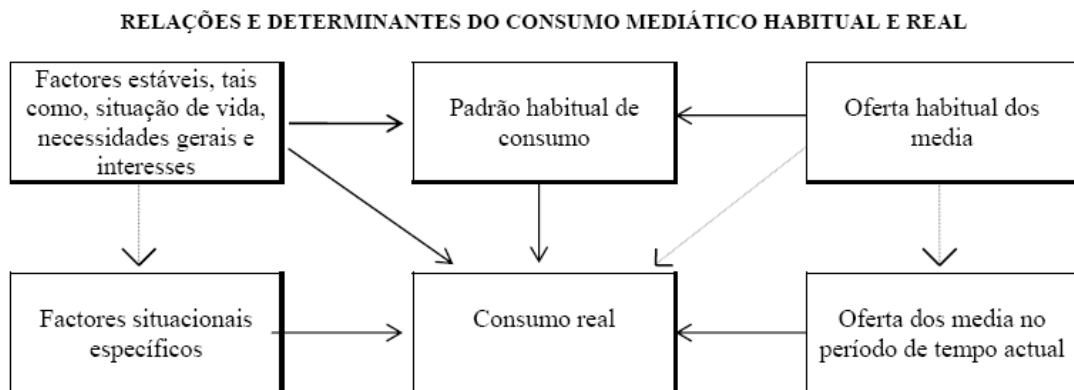 RELAÇÕES E DETERMINANTES DO CONSUMO MEDIÁTICO HABITUAL E REAL
Factores estáveis, tais
como, situação de vida,
necessidades gerais e
interesses
Padrão habitual de
consumo
Oferta habitual dos
media
Factores situacionais
específicos
Consumo real
Oferta dos media no
período de tempo actual